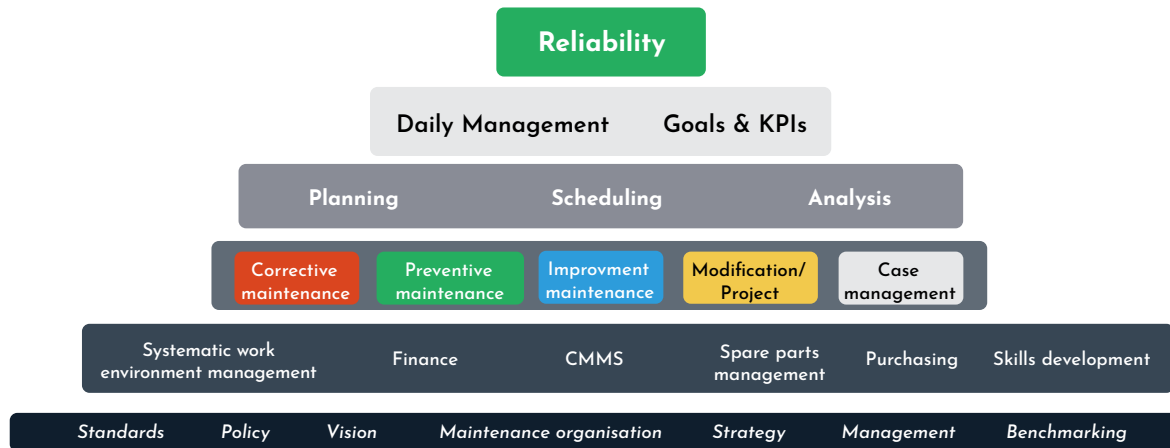 Reliability
Daily Management Goals & KPIs
Planning Scheduling Analysis
Corrective
maintenance
Preventive
maintenance
Improvment
maintenance
Modification/
Project
Case
management
Systematic work
environment management
Finance
CMMS
Spare parts
management
Purchasing
Skills development
Standards Policy Vision Maintenance organisation Strategy Management Benchmarking